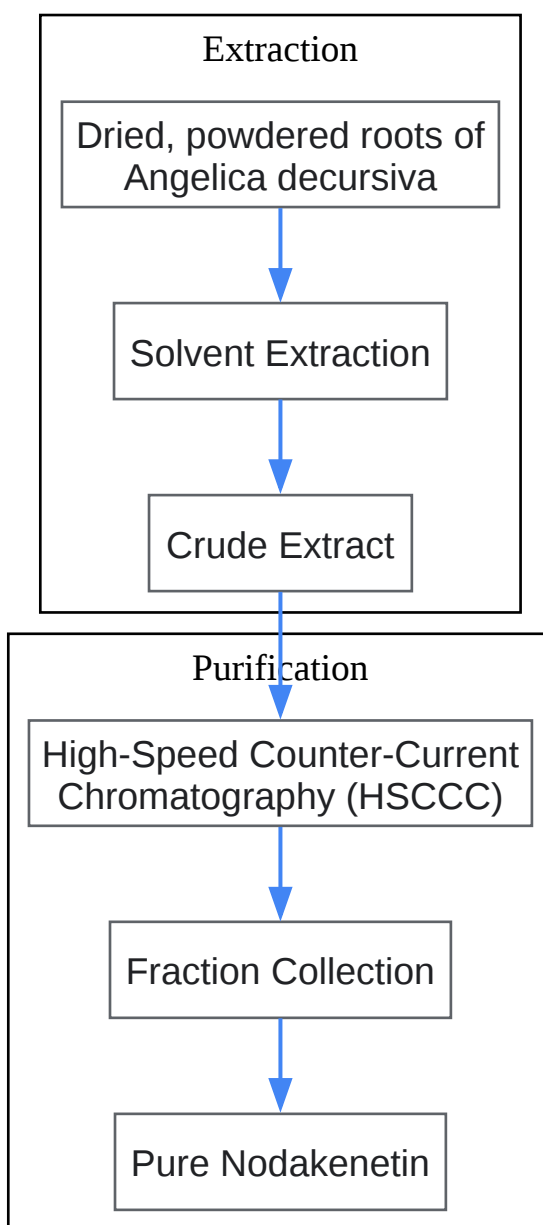 Extraction
Dried, powdered roots of
Angelica decursiva
Solvent Extraction
Crude Extract
Purification
High-Speed Counter-Current
Chromatography (HSCCC)
Fraction Collection
Pure Nodakenetin